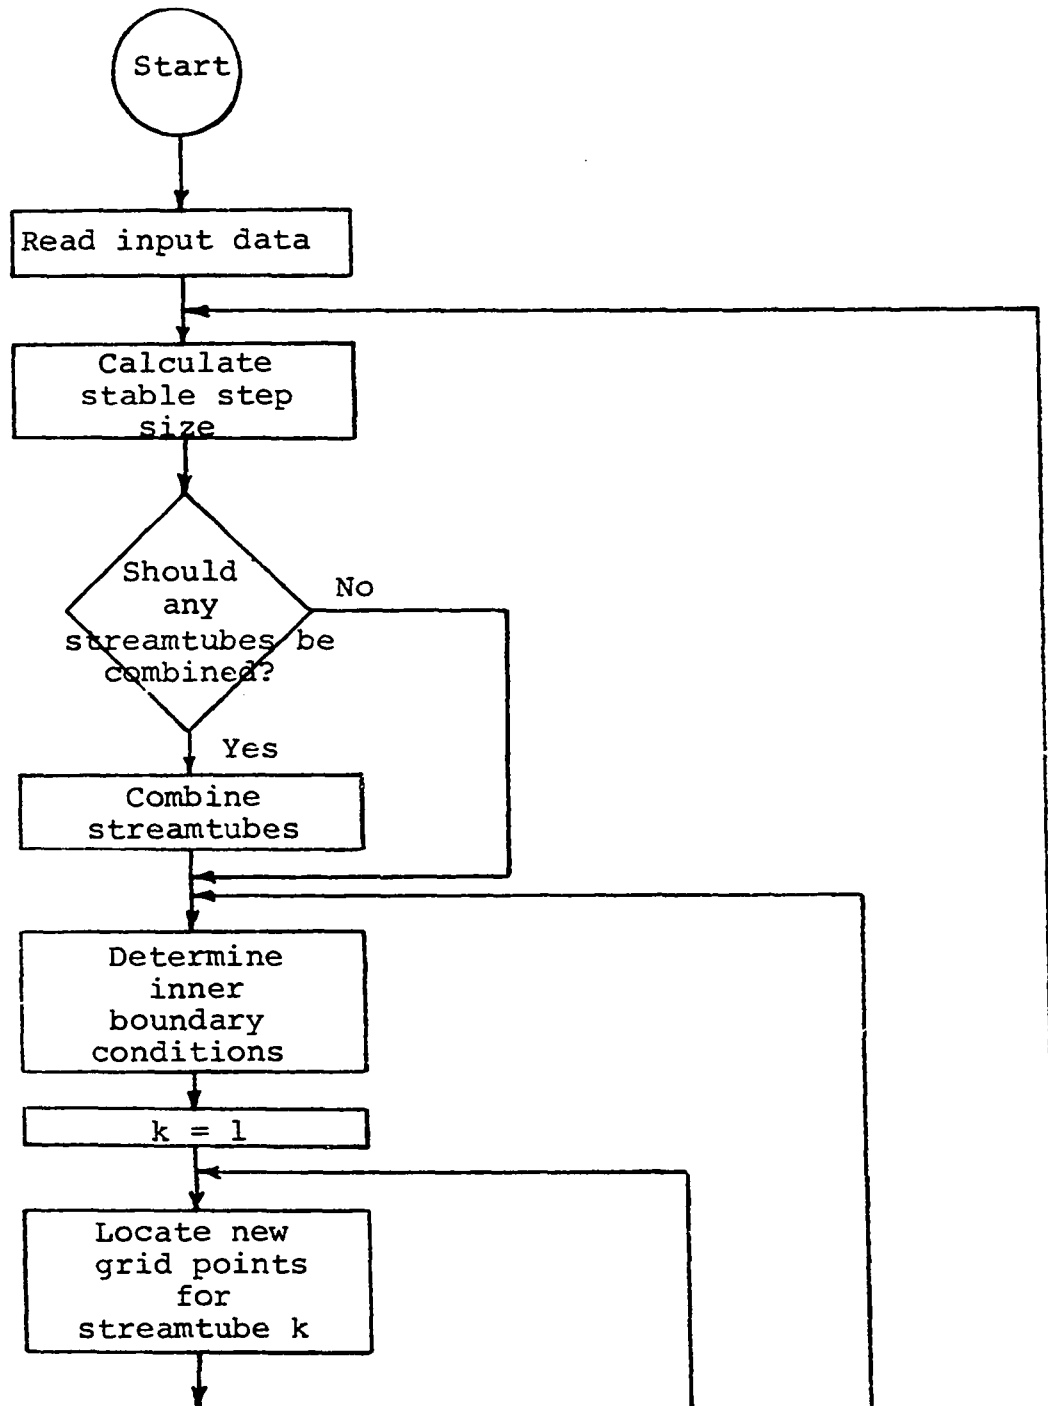 Start
Read input data
Calculate
stable step
size
Should
any
streamtubes be
combined?
No
Yes
Combine
streamtubes
Determine
inner
boundary
conditions
k = 1
Locate new
grid points
for
streamtube k